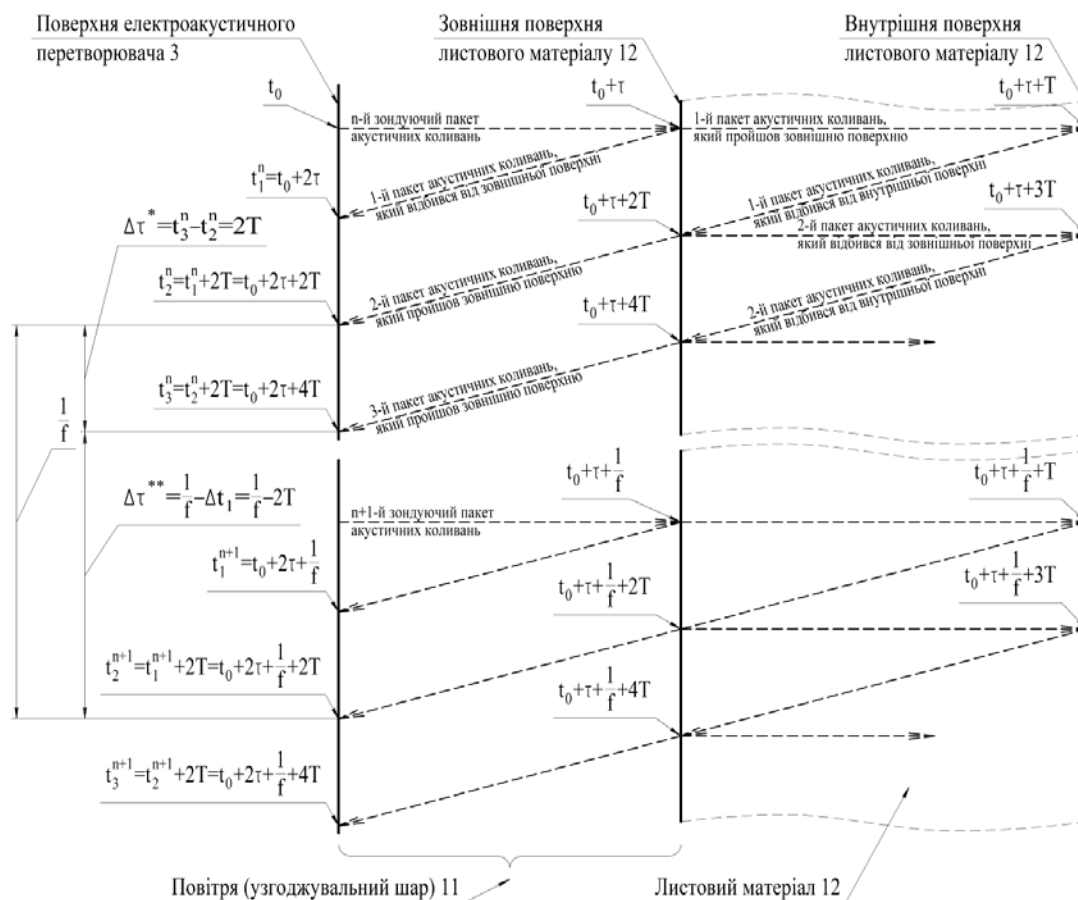 Поверхня електроакустичного
перетворювача 3
Зовнішня поверхня
листового матеріалу 12
Внутрішня поверхня
листового матеріалу 12
t₀
t₀+τ
t₀+τ+T
n-й зондуючий пакет
акустичних коливань
1-й пакет акустичних коливань,
який пройшов зовнішню поверхню
t₁ⁿ=t₀+2τ
1-й пакет акустичних коливань,
який відбився від зовнішньої поверхні
t₀+τ+2T
1-й пакет акустичних коливань,
який відбився від внутрішньої поверхні
t₀+τ+3T
Δτ*=t₃ⁿ–t₂ⁿ=2T
2-й пакет акустичних коливань,
який відбився від зовнішньої поверхні
t₂ⁿ=t₁ⁿ+2T=t₀+2τ+2T
2-й пакет акустичних коливань,
який пройшов зовнішню поверхню
t₀+τ+4T
2-й пакет акустичних коливань,
який відбився від внутрішньої поверхні
t₃ⁿ=t₂ⁿ+2T=t₀+2τ+4T
3-й пакет акустичних коливань,
який пройшов зовнішню поверхню
1/f
Δτ**=1/f–Δt₁=1/f–2T
t₀+τ+1/f
t₀+τ+1/f+T
n+1-й зондуючий пакет
акустичних коливань
t₁ⁿ⁺¹=t₀+2τ+1/f
t₀+τ+1/f+2T
t₀+τ+1/f+3T
t₂ⁿ⁺¹=t₁ⁿ⁺¹+2T=t₀+2τ+1/f+2T
t₀+τ+1/f+4T
t₃ⁿ⁺¹=t₂ⁿ⁺¹+2T=t₀+2τ+1/f+4T
Повітря (узгоджувальний шар) 11
Листовий матеріал 12